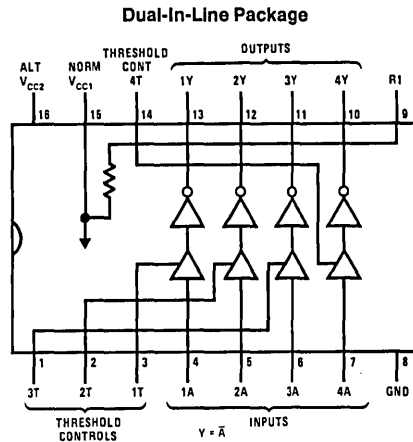 Dual-In-Line Package
ALT
VCC2
NORM
VCC1
THRESHOLD
CONT
4T
OUTPUTS
1Y 2Y 3Y 4Y R1
16 15 14 13 12 11 10 9
1 2 3 4 5 6 7 8
3T 2T 1T 1A 2A 3A 4A GND
THRESHOLD
CONTROLS
INPUTS
Y = A̅